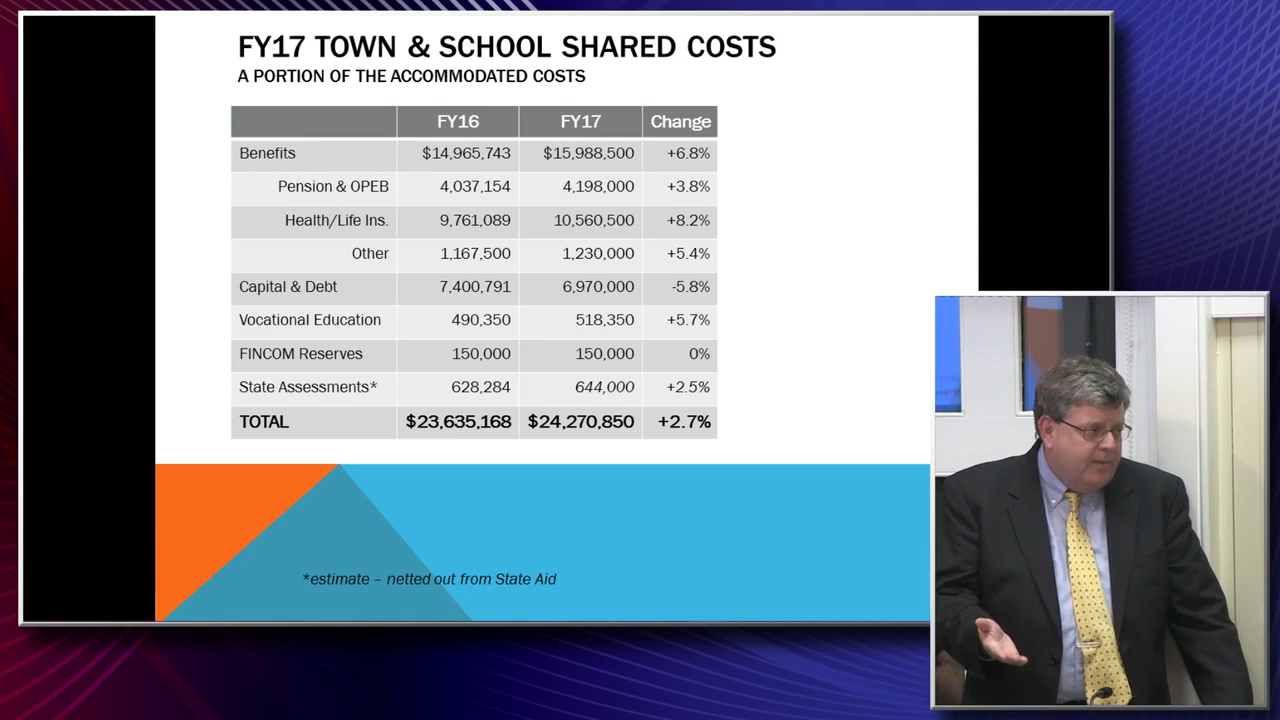 FY17 TOWN & SCHOOL SHARED COSTS
A PORTION OF THE ACCOMMODATED COSTS
FY16 FY17 Change
Benefits $14,965,743 $15,988,500 +6.8%
Pension & OPEB 4,037,154 4,198,000 +3.8%
Health/Life Ins. 9,761,089 10,560,500 +8.2%
Other 1,167,500 1,230,000 +5.4%
Capital & Debt 7,400,791 6,970,000 -5.8%
Vocational Education 490,350 518,350 +5.7%
FINCOM Reserves 150,000 150,000 0%
State Assessments* 628,284 644,000 +2.5%
TOTAL $23,635,168 $24,270,850 +2.7%
*estimate – netted out from State Aid